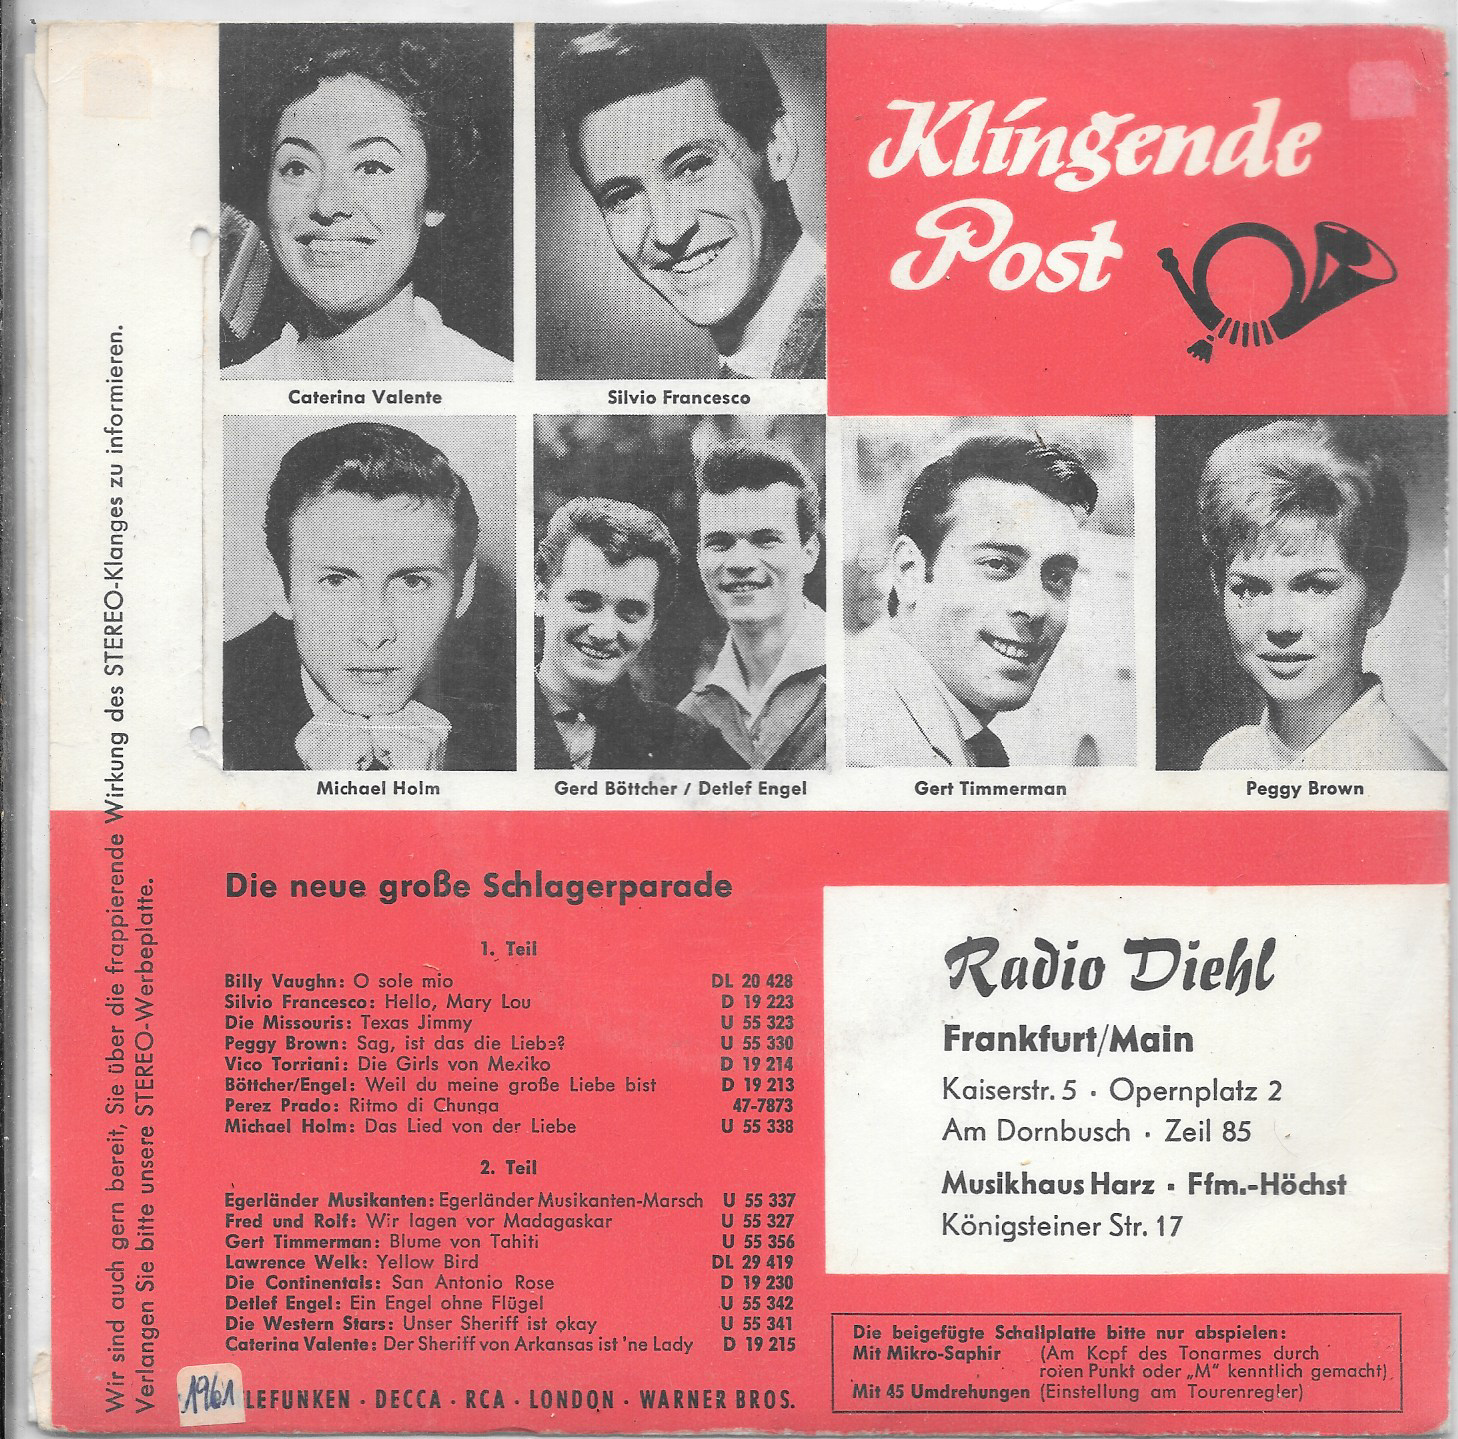 Klingende
Post
Caterina Valente
Silvio Francesco
Michael Holm
Gerd Böttcher / Detlef Engel
Gert Timmerman
Peggy Brown
Wir sind auch gern bereit, Sie über die frappierende Wirkung des STEREO-Klanges zu informieren.
Verlangen Sie bitte unsere STEREO-Werbeplatte.
Die neue große Schlagerparade
1. Teil
Billy Vaughn: O sole mio DL 20 428
Silvio Francesco: Hello, Mary Lou D 19 223
Die Missouris: Texas Jimmy U 55 323
Peggy Brown: Sag, ist das die Liebe? U 55 330
Vico Torriani: Die Girls von Mexiko D 19 214
Böttcher/Engel: Weil du meine große Liebe bist D 19 213
Perez Prado: Ritmo di Chunga 47-7873
Michael Holm: Das Lied von der Liebe U 55 338
2. Teil
Egerländer Musikanten: Egerländer Musikanten-Marsch U 55 337
Fred und Rolf: Wir lagen vor Madagaskar U 55 327
Gert Timmerman: Blume von Tahiti U 55 356
Lawrence Welk: Yellow Bird DL 29 419
Die Continentals: San Antonio Rose D 19 230
Detlef Engel: Ein Engel ohne Flügel U 55 342
Die Western Stars: Unser Sheriff ist okay U 55 341
Caterina Valente: Der Sheriff von Arkansas ist 'ne Lady D 19 215
1961
LEFUNKEN · DECCA · RCA · LONDON · WARNER BROS.
Radio Diehl
Frankfurt/Main
Kaiserstr. 5 · Opernplatz 2
Am Dornbusch · Zeil 85
Musikhaus Harz · Ffm.-Höchst
Königsteiner Str. 17
Die beigefügte Schallplatte bitte nur abspielen:
Mit Mikro-Saphir (Am Kopf des Tonarmes durch
roten Punkt oder „M" kenntlich gemacht)
Mit 45 Umdrehungen (Einstellung am Tourenregler)